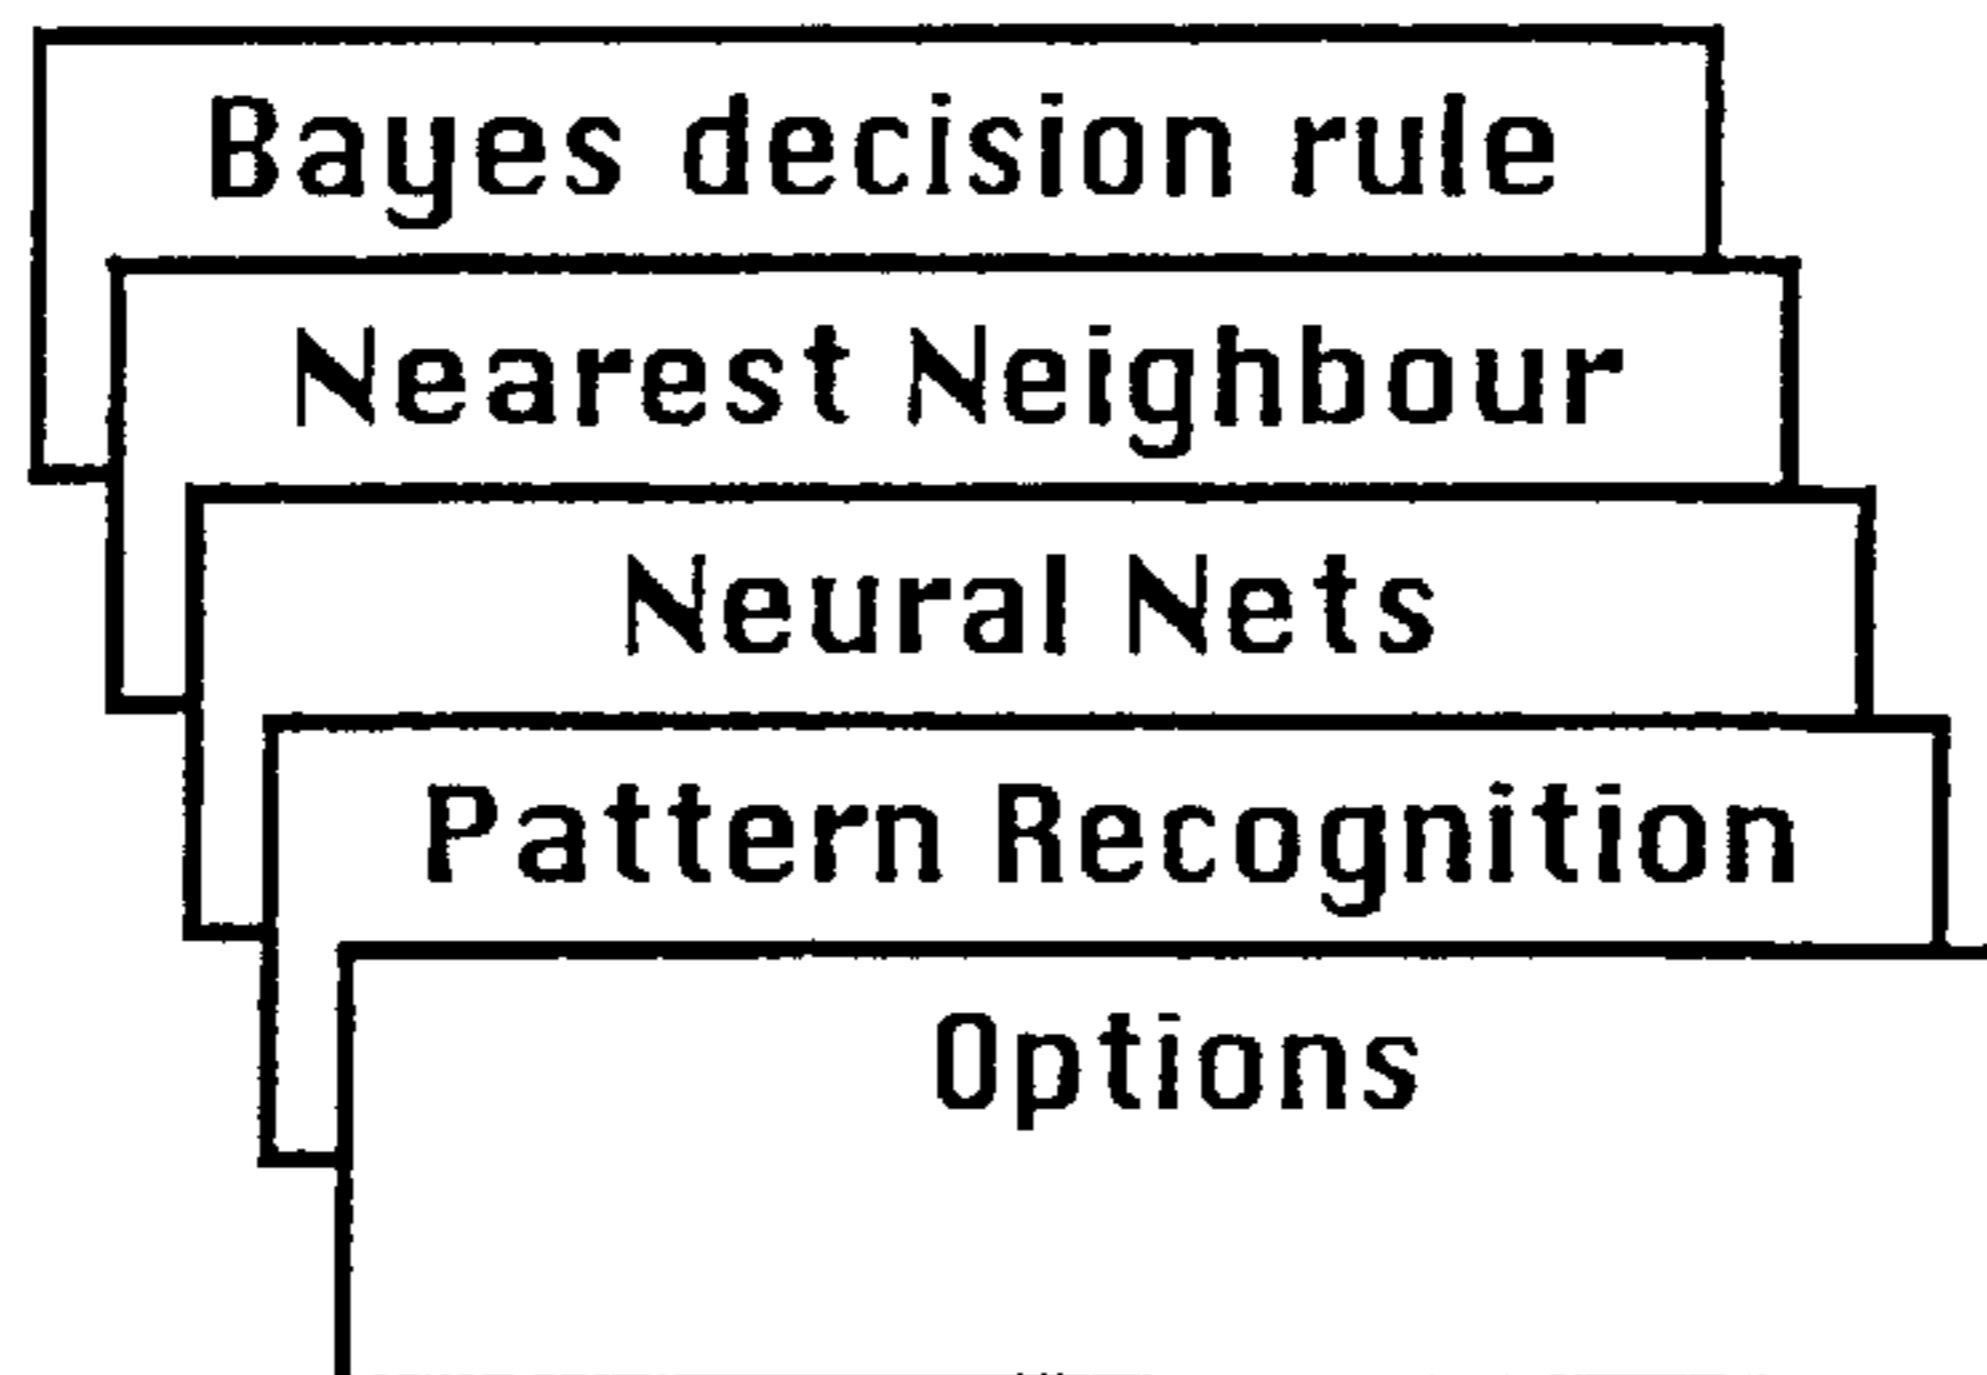 Bayes decision rule
Nearest Neighbour
Neural Nets
Pattern Recognition
Options